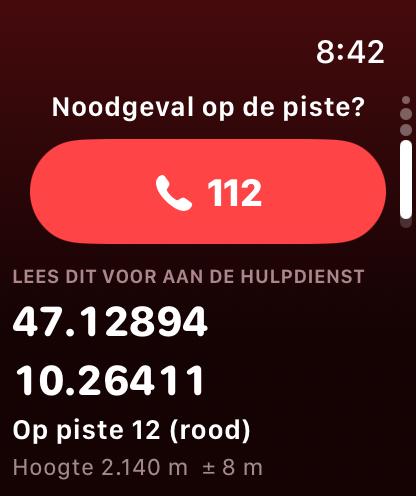 8:42
Noodgeval op de piste?
112
LEES DIT VOOR AAN DE HULPDIENST
47.12894
10.26411
Op piste 12 (rood)
Hoogte 2.140 m ± 8 m